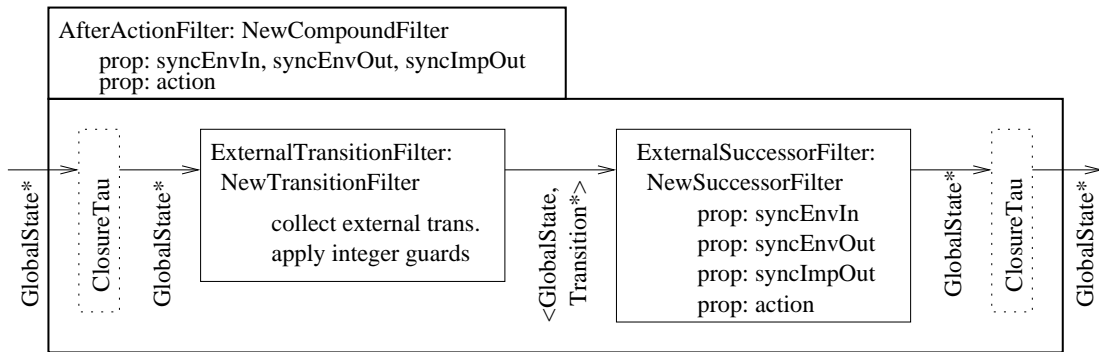 AfterActionFilter: NewCompoundFilter
prop: syncEnvIn, syncEnvOut, syncImpOut
prop: action
GlobalState*
ClosureTau
GlobalState*
ExternalTransitionFilter:
NewTransitionFilter
collect external trans.
apply integer guards
<GlobalState,
Transition*>
ExternalSuccessorFilter:
NewSuccessorFilter
prop: syncEnvIn
prop: syncEnvOut
prop: syncImpOut
prop: action
GlobalState*
ClosureTau
GlobalState*